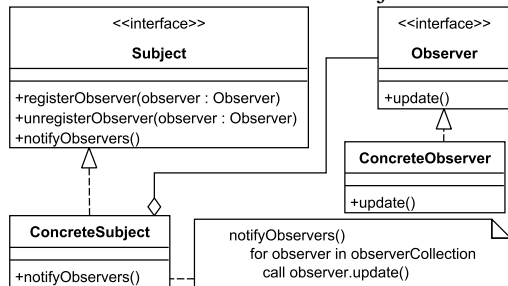 <<interface>>
Subject
+registerObserver(observer : Observer)
+unregisterObserver(observer : Observer)
+notifyObservers()
<<interface>>
Observer
+update()
ConcreteObserver
+update()
ConcreteSubject
+notifyObservers()
notifyObservers()
for observer in observerCollection
call observer.update()